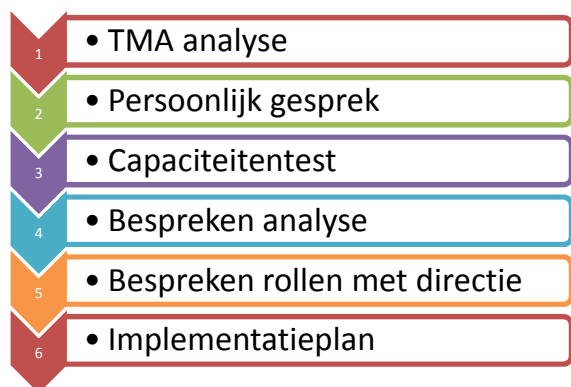 1 • TMA analyse
2 • Persoonlijk gesprek
3 • Capaciteitentest
4 • Bespreken analyse
5 • Bespreken rollen met directie
6 • Implementatieplan